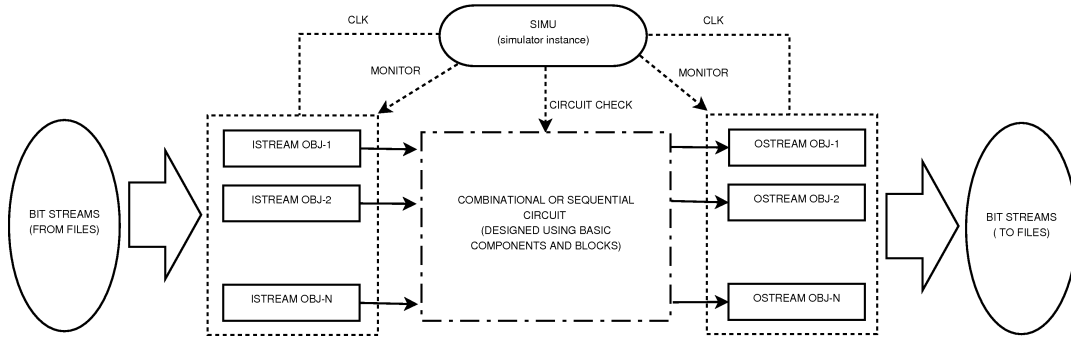 SIMU
(simulator instance)
CLK
CLK
MONITOR
MONITOR
CIRCUIT CHECK
BIT STREAMS
(FROM FILES)
ISTREAM OBJ-1
ISTREAM OBJ-2
ISTREAM OBJ-N
COMBINATIONAL OR SEQUENTIAL
CIRCUIT
(DESIGNED USING BASIC
COMPONENTS AND BLOCKS)
OSTREAM OBJ-1
OSTREAM OBJ-2
OSTREAM OBJ-N
BIT STREAMS
( TO FILES)